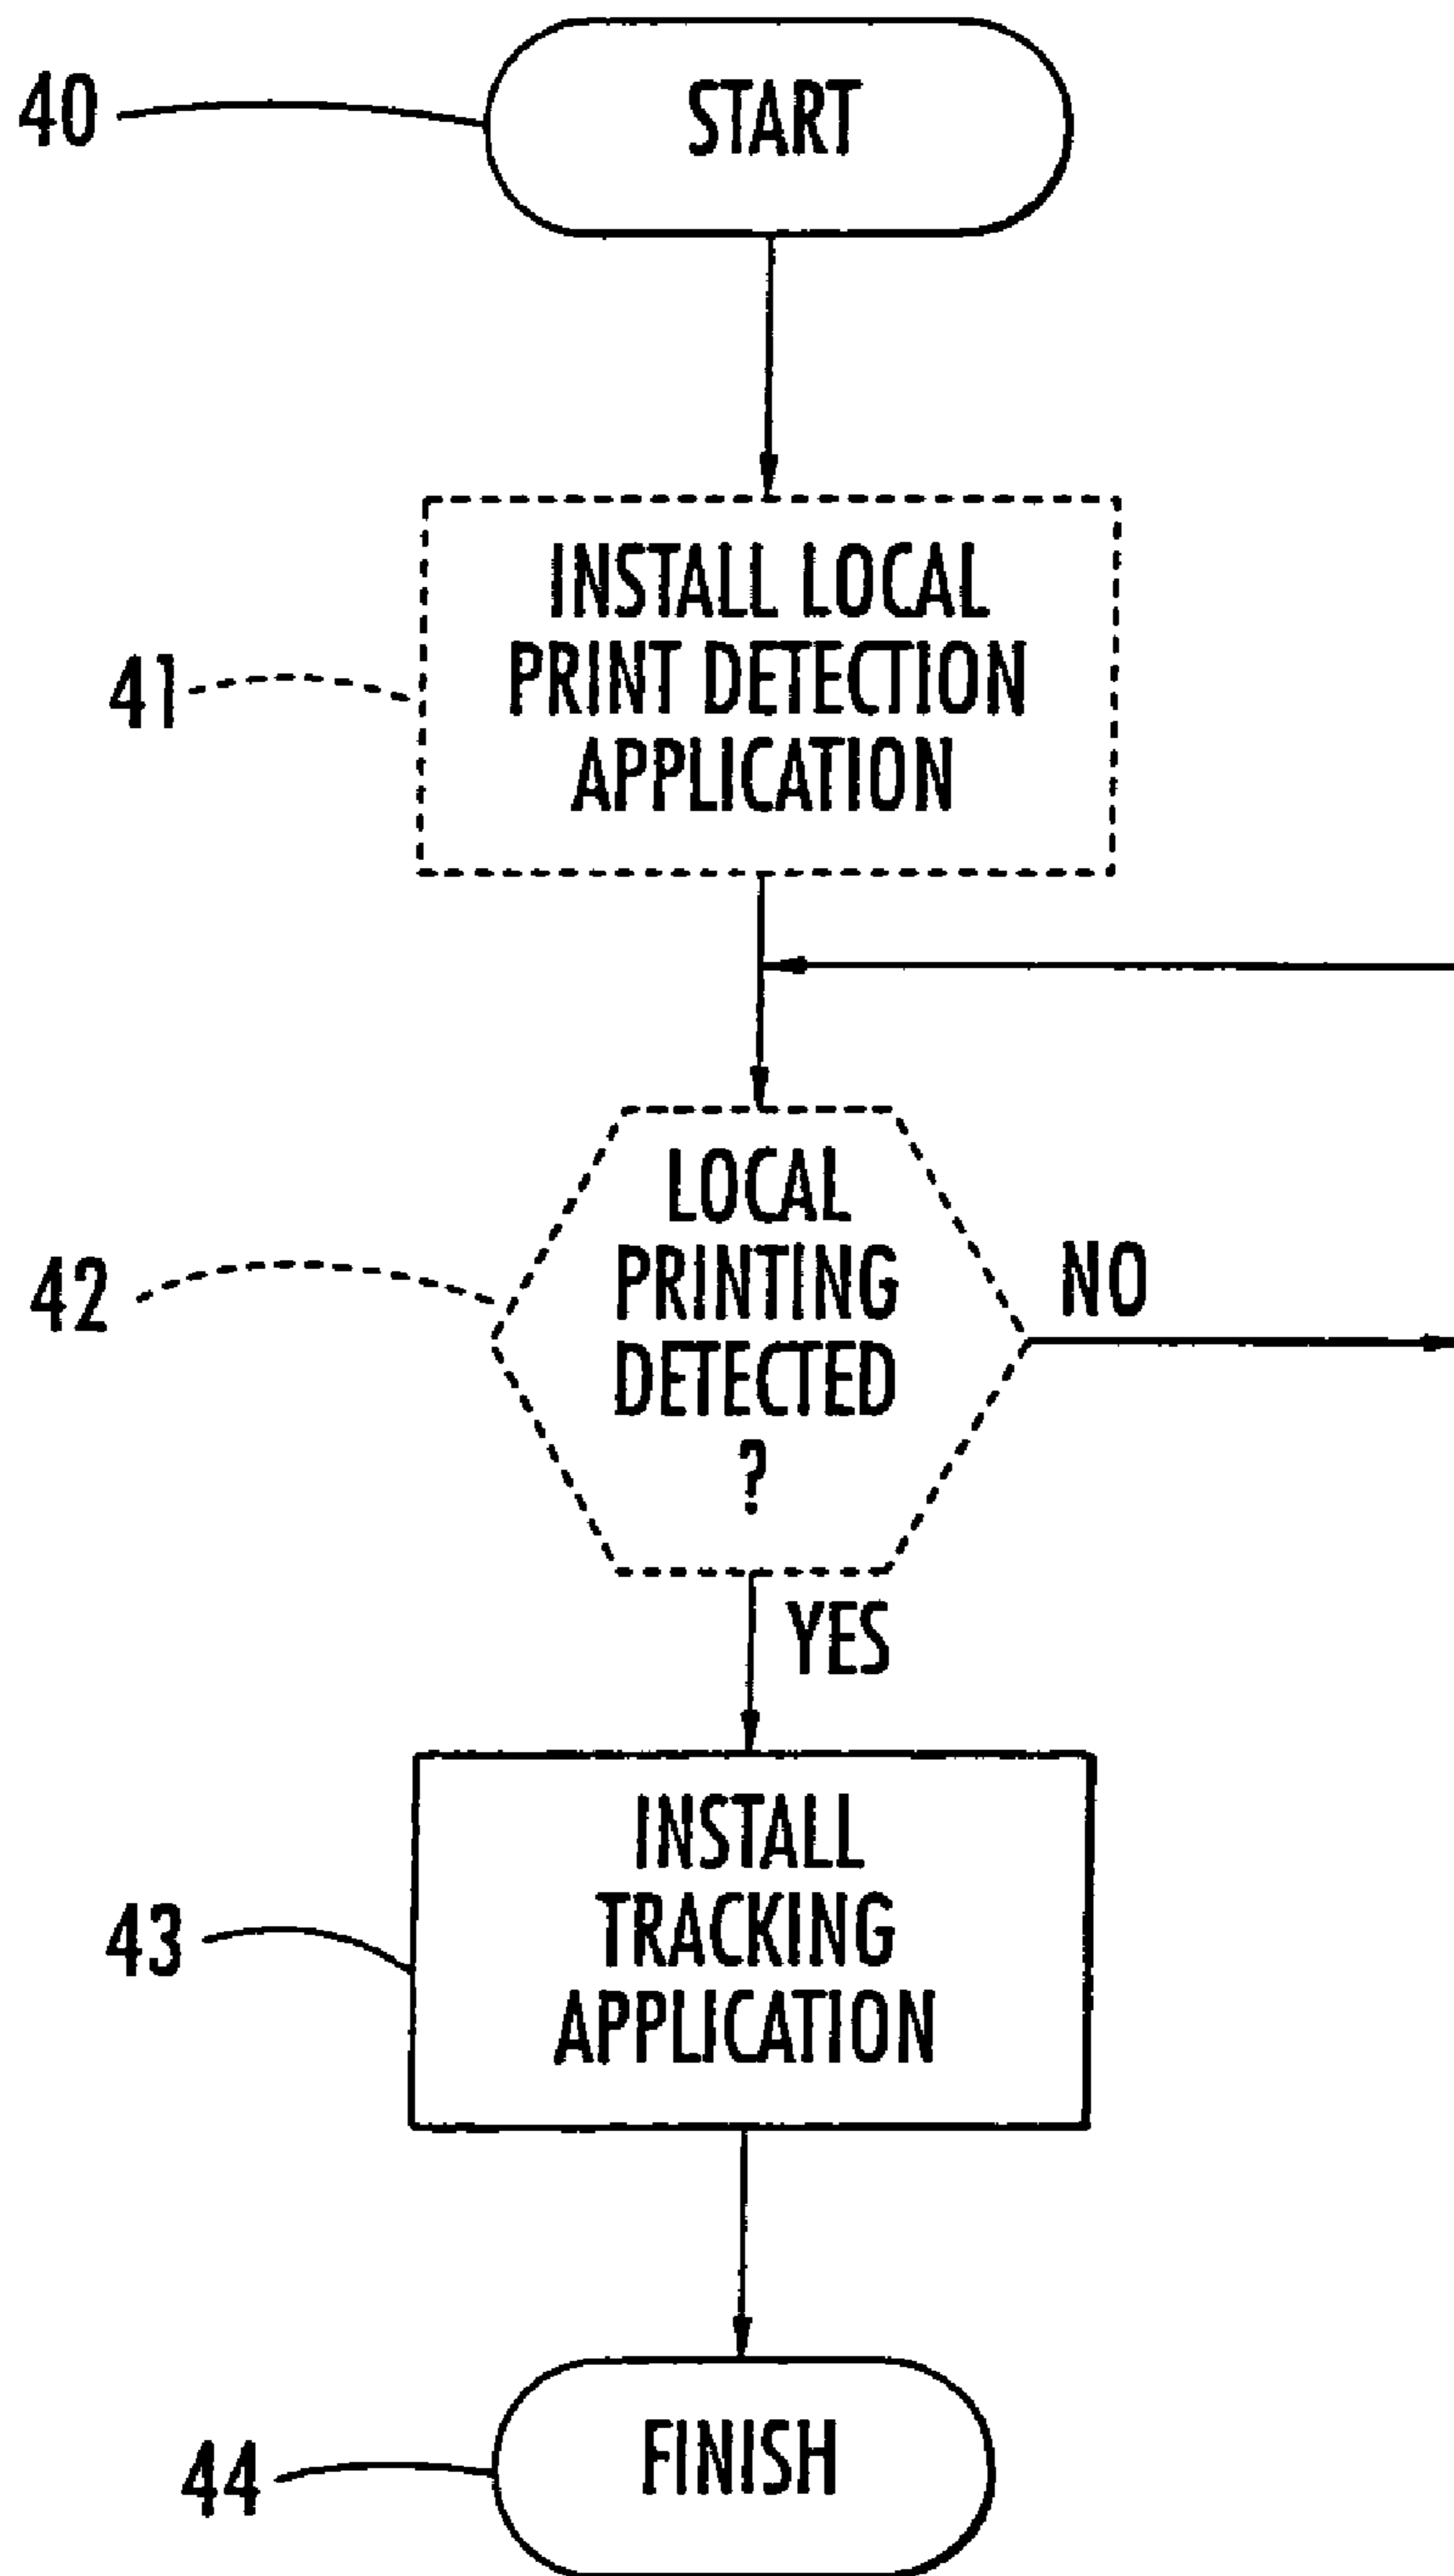 40
START
41
INSTALL LOCAL
PRINT DETECTION
APPLICATION
42
LOCAL
PRINTING
DETECTED
?
NO
YES
43
INSTALL
TRACKING
APPLICATION
44
FINISH